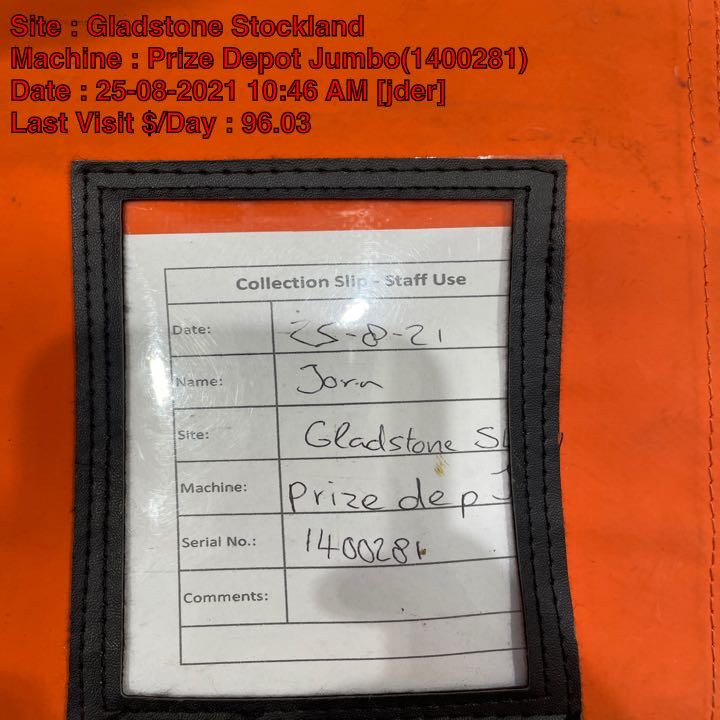 Site : Gladstone Stockland
Machine : Prize Depot Jumbo(1400281)
Date : 25-08-2021 10:46 AM [jder]
Last Visit $/Day : 96.03
Collection Slip - Staff Use
Date: 25-8-21
Name:
Site: Gladstone
Machine: Prize dep
Serial No.: 1400281
Comments: